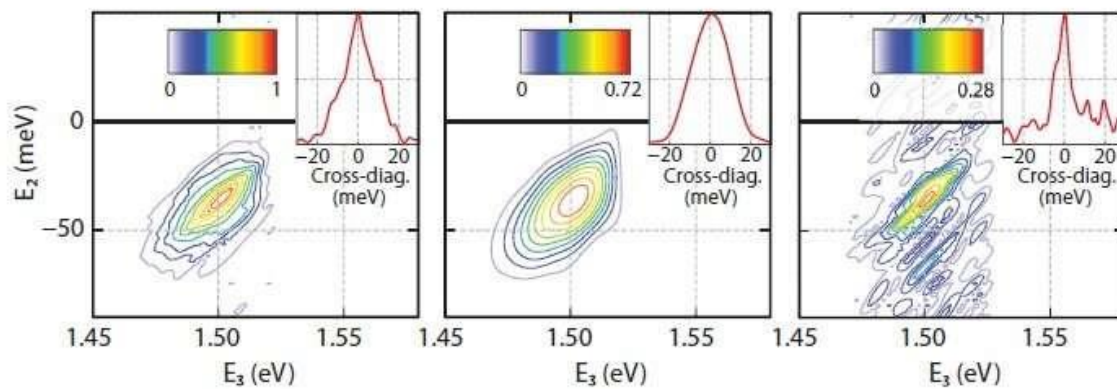 0 1
−20 0 20
Cross-diag.
(meV)
0 0.72
−20 0 20
Cross-diag.
(meV)
0 0.28
−20 0 20
Cross-diag.
(meV)
E₂ (meV)
0
−50
1.45 1.50 1.55
E₃ (eV)
1.45 1.50 1.55
E₃ (eV)
1.45 1.50 1.55
E₃ (eV)